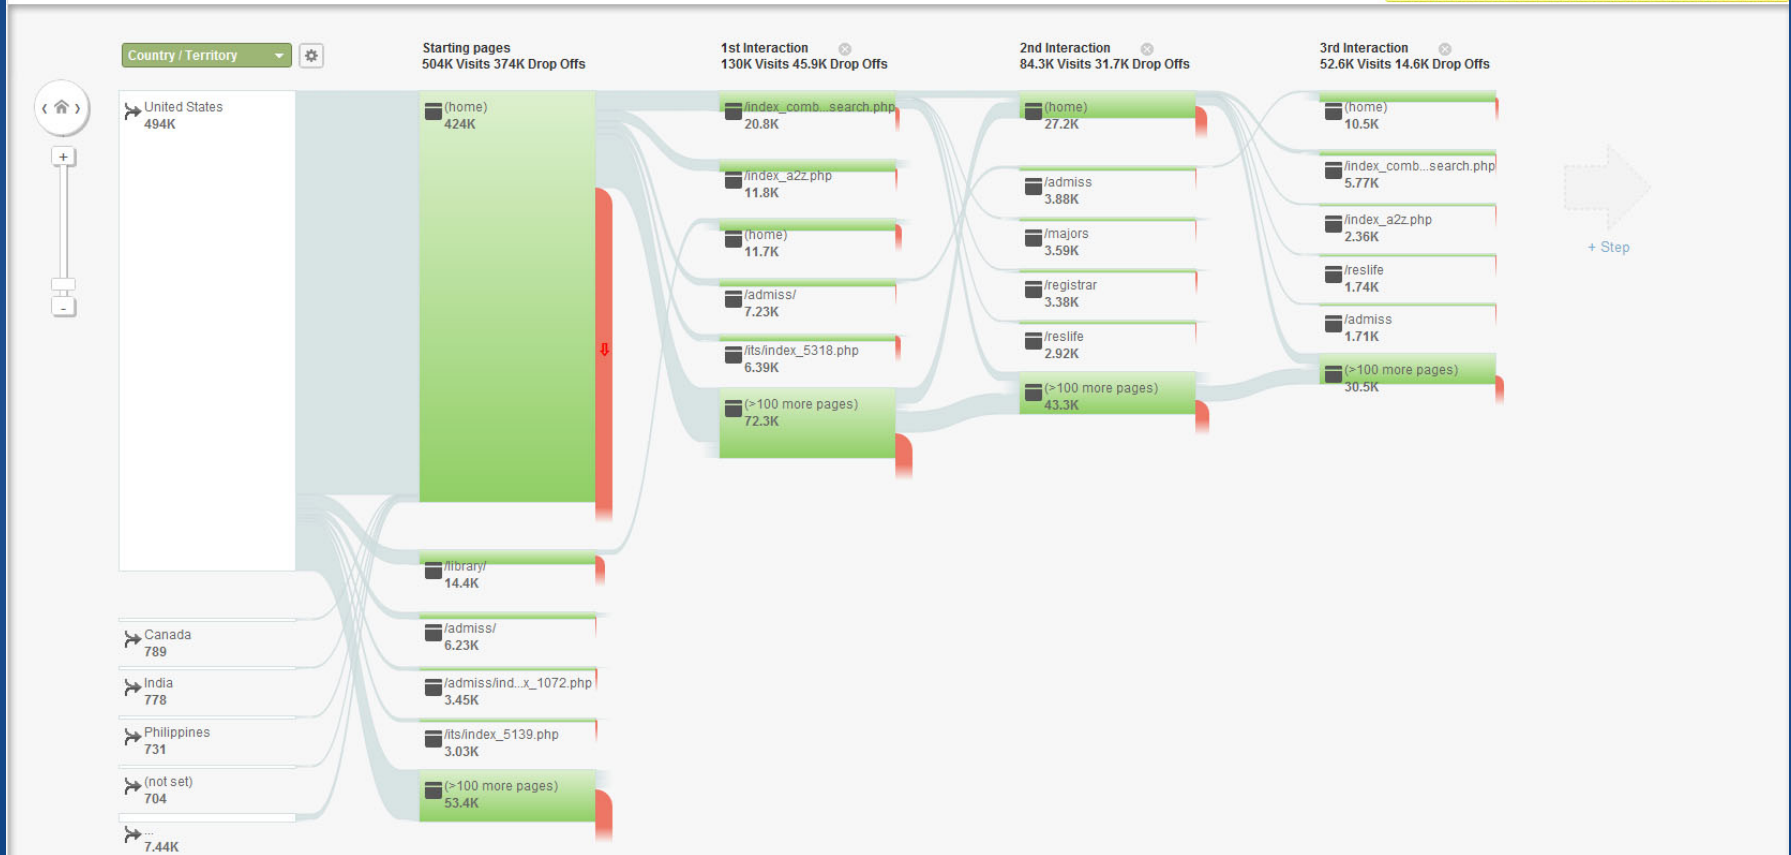 Country / Territory
Starting pages
504K Visits 374K Drop Offs
1st Interaction
130K Visits 45.9K Drop Offs
2nd Interaction
84.3K Visits 31.7K Drop Offs
3rd Interaction
52.6K Visits 14.6K Drop Offs
United States
494K
Canada
789
India
778
Philippines
731
(not set)
704
...
7.44K
(home)
424K
/library/
14.4K
/admiss/
6.23K
/admiss/ind...x_1072.php
3.45K
/its/index_5139.php
3.03K
(>100 more pages)
53.4K
/index_comb...search.php
20.8K
/index_a2z.php
11.8K
(home)
11.7K
/admiss/
7.23K
/its/index_5318.php
6.39K
(>100 more pages)
72.3K
(home)
27.2K
/admiss
3.88K
/majors
3.59K
/registrar
3.38K
/reslife
2.92K
(>100 more pages)
43.3K
(home)
10.5K
/index_comb...search.php
5.77K
/index_a2z.php
2.36K
/reslife
1.74K
/admiss
1.71K
(>100 more pages)
30.5K
+ Step
+
-